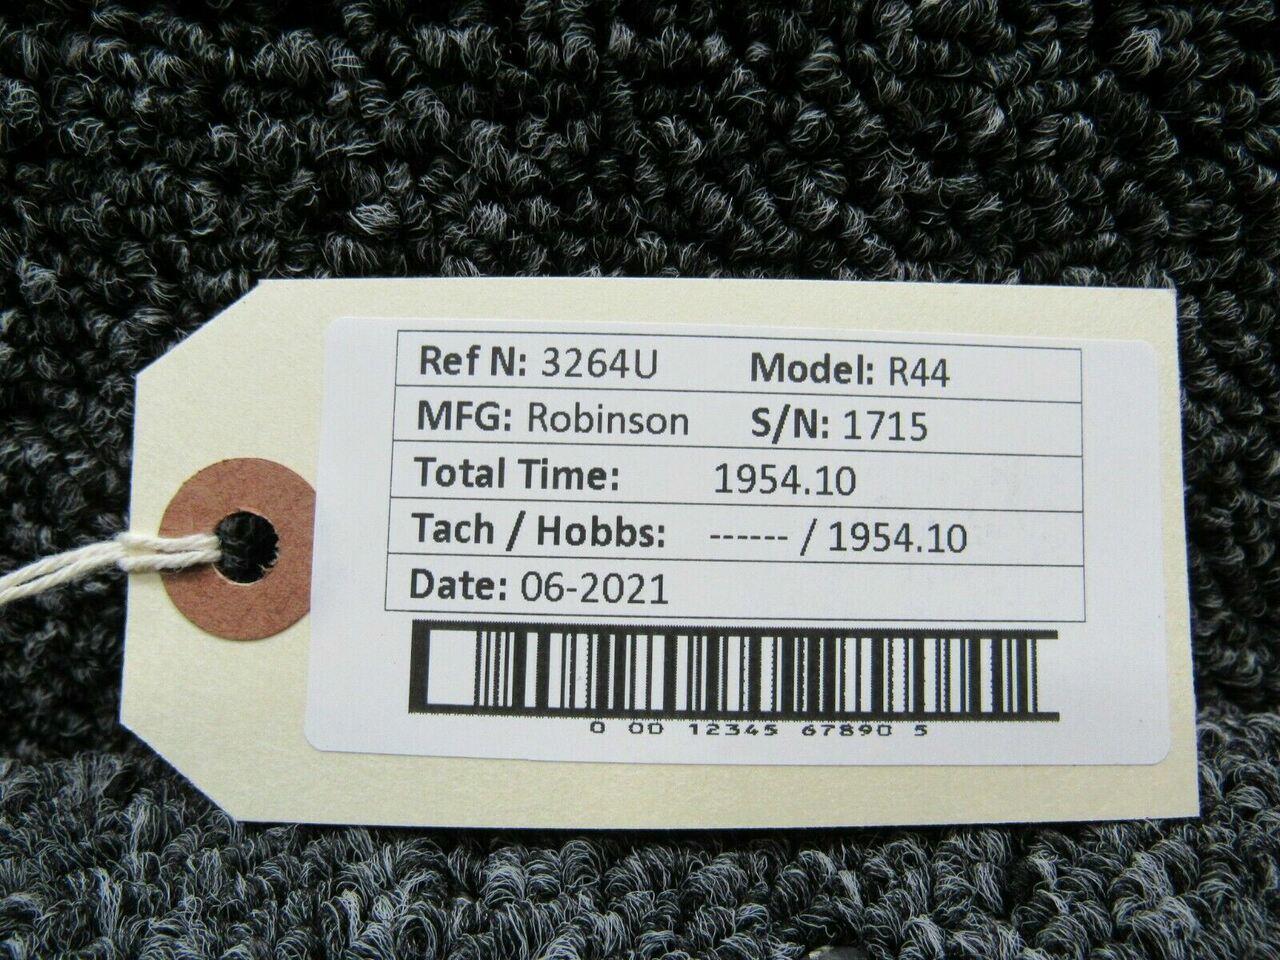 Ref N: 3264U Model: R44
MFG: Robinson S/N: 1715
Total Time: 1954.10
Tach / Hobbs: ------ / 1954.10
Date: 06-2021
0 00 12345 67890 5